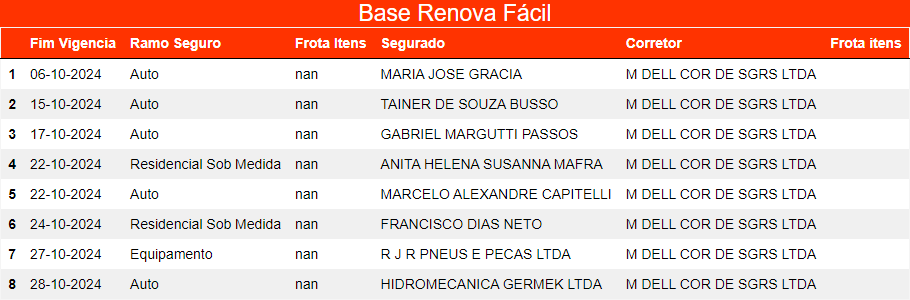 Base Renova Fácil
Fim Vigencia Ramo Seguro Frota Itens Segurado Corretor Frota itens
1 06-10-2024 Auto nan MARIA JOSE GRACIA M DELL COR DE SGRS LTDA
2 15-10-2024 Auto nan TAINER DE SOUZA BUSSO M DELL COR DE SGRS LTDA
3 17-10-2024 Auto nan GABRIEL MARGUTTI PASSOS M DELL COR DE SGRS LTDA
4 22-10-2024 Residencial Sob Medida nan ANITA HELENA SUSANNA MAFRA M DELL COR DE SGRS LTDA
5 22-10-2024 Auto nan MARCELO ALEXANDRE CAPITELLI M DELL COR DE SGRS LTDA
6 24-10-2024 Residencial Sob Medida nan FRANCISCO DIAS NETO M DELL COR DE SGRS LTDA
7 27-10-2024 Equipamento nan R J R PNEUS E PECAS LTDA M DELL COR DE SGRS LTDA
8 28-10-2024 Auto nan HIDROMECANICA GERMEK LTDA M DELL COR DE SGRS LTDA